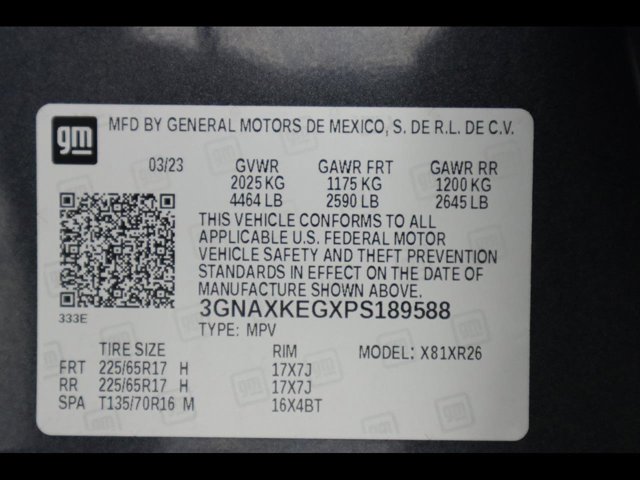 gm MFD BY GENERAL MOTORS DE MEXICO, S. DE R.L. DE C.V.
03/23 GVWR GAWR FRT GAWR RR
2025 KG 1175 KG 1200 KG
4464 LB 2590 LB 2645 LB
THIS VEHICLE CONFORMS TO ALL
APPLICABLE U.S. FEDERAL MOTOR
VEHICLE SAFETY AND THEFT PREVENTION
STANDARDS IN EFFECT ON THE DATE OF
MANUFACTURE SHOWN ABOVE.
333E 3GNAXKEGXPS189588
TYPE: MPV
TIRE SIZE RIM MODEL: X81XR26
FRT 225/65R17 H 17X7J
RR 225/65R17 H 17X7J
SPA T135/70R16 M 16X4BT